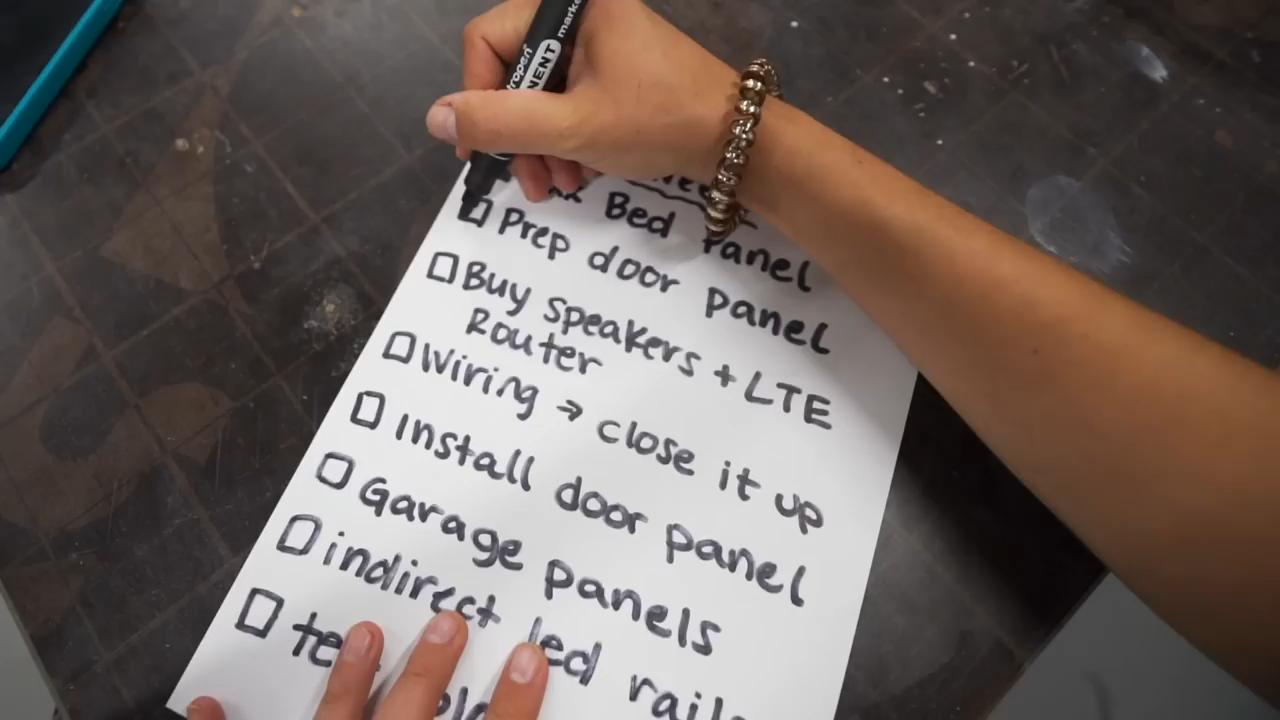 Bed Panel
Prep door panel
Buy speakers + LTE
Router
Wiring → close it up
Install door panel
Garage panels
indirect led rails